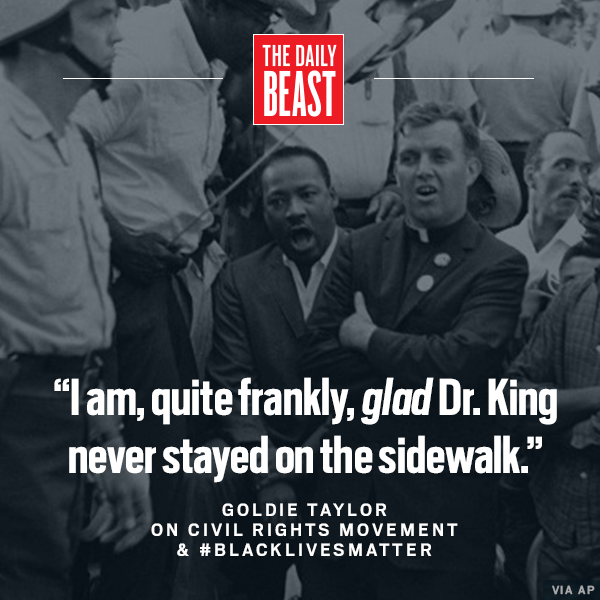 THE DAILY
BEAST
“I am, quite frankly, glad Dr. King
never stayed on the sidewalk.”
GOLDIE TAYLOR
ON CIVIL RIGHTS MOVEMENT
& #BLACKLIVESMATTER
VIA AP